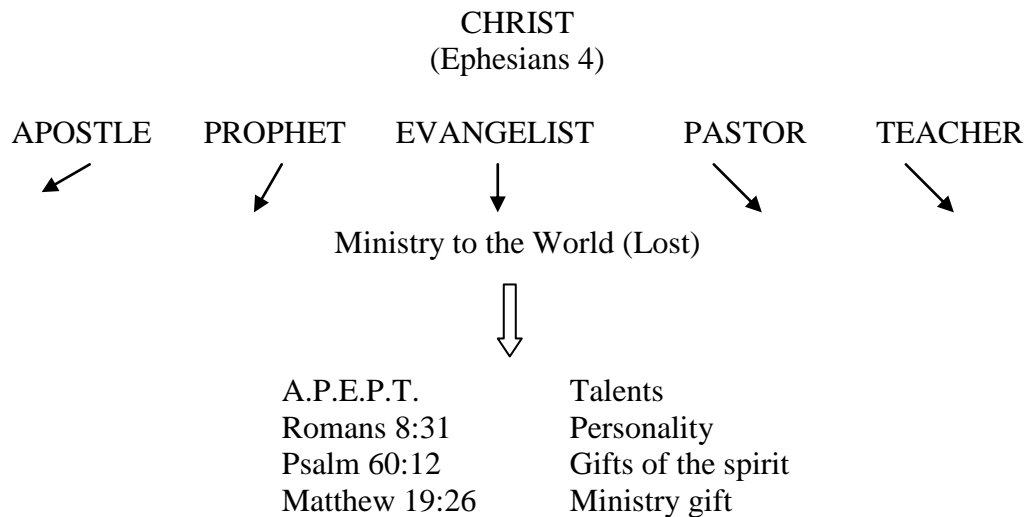 CHRIST
(Ephesians 4)
APOSTLE PROPHET EVANGELIST PASTOR TEACHER
Ministry to the World (Lost)
A.P.E.P.T. Talents
Romans 8:31 Personality
Psalm 60:12 Gifts of the spirit
Matthew 19:26 Ministry gift